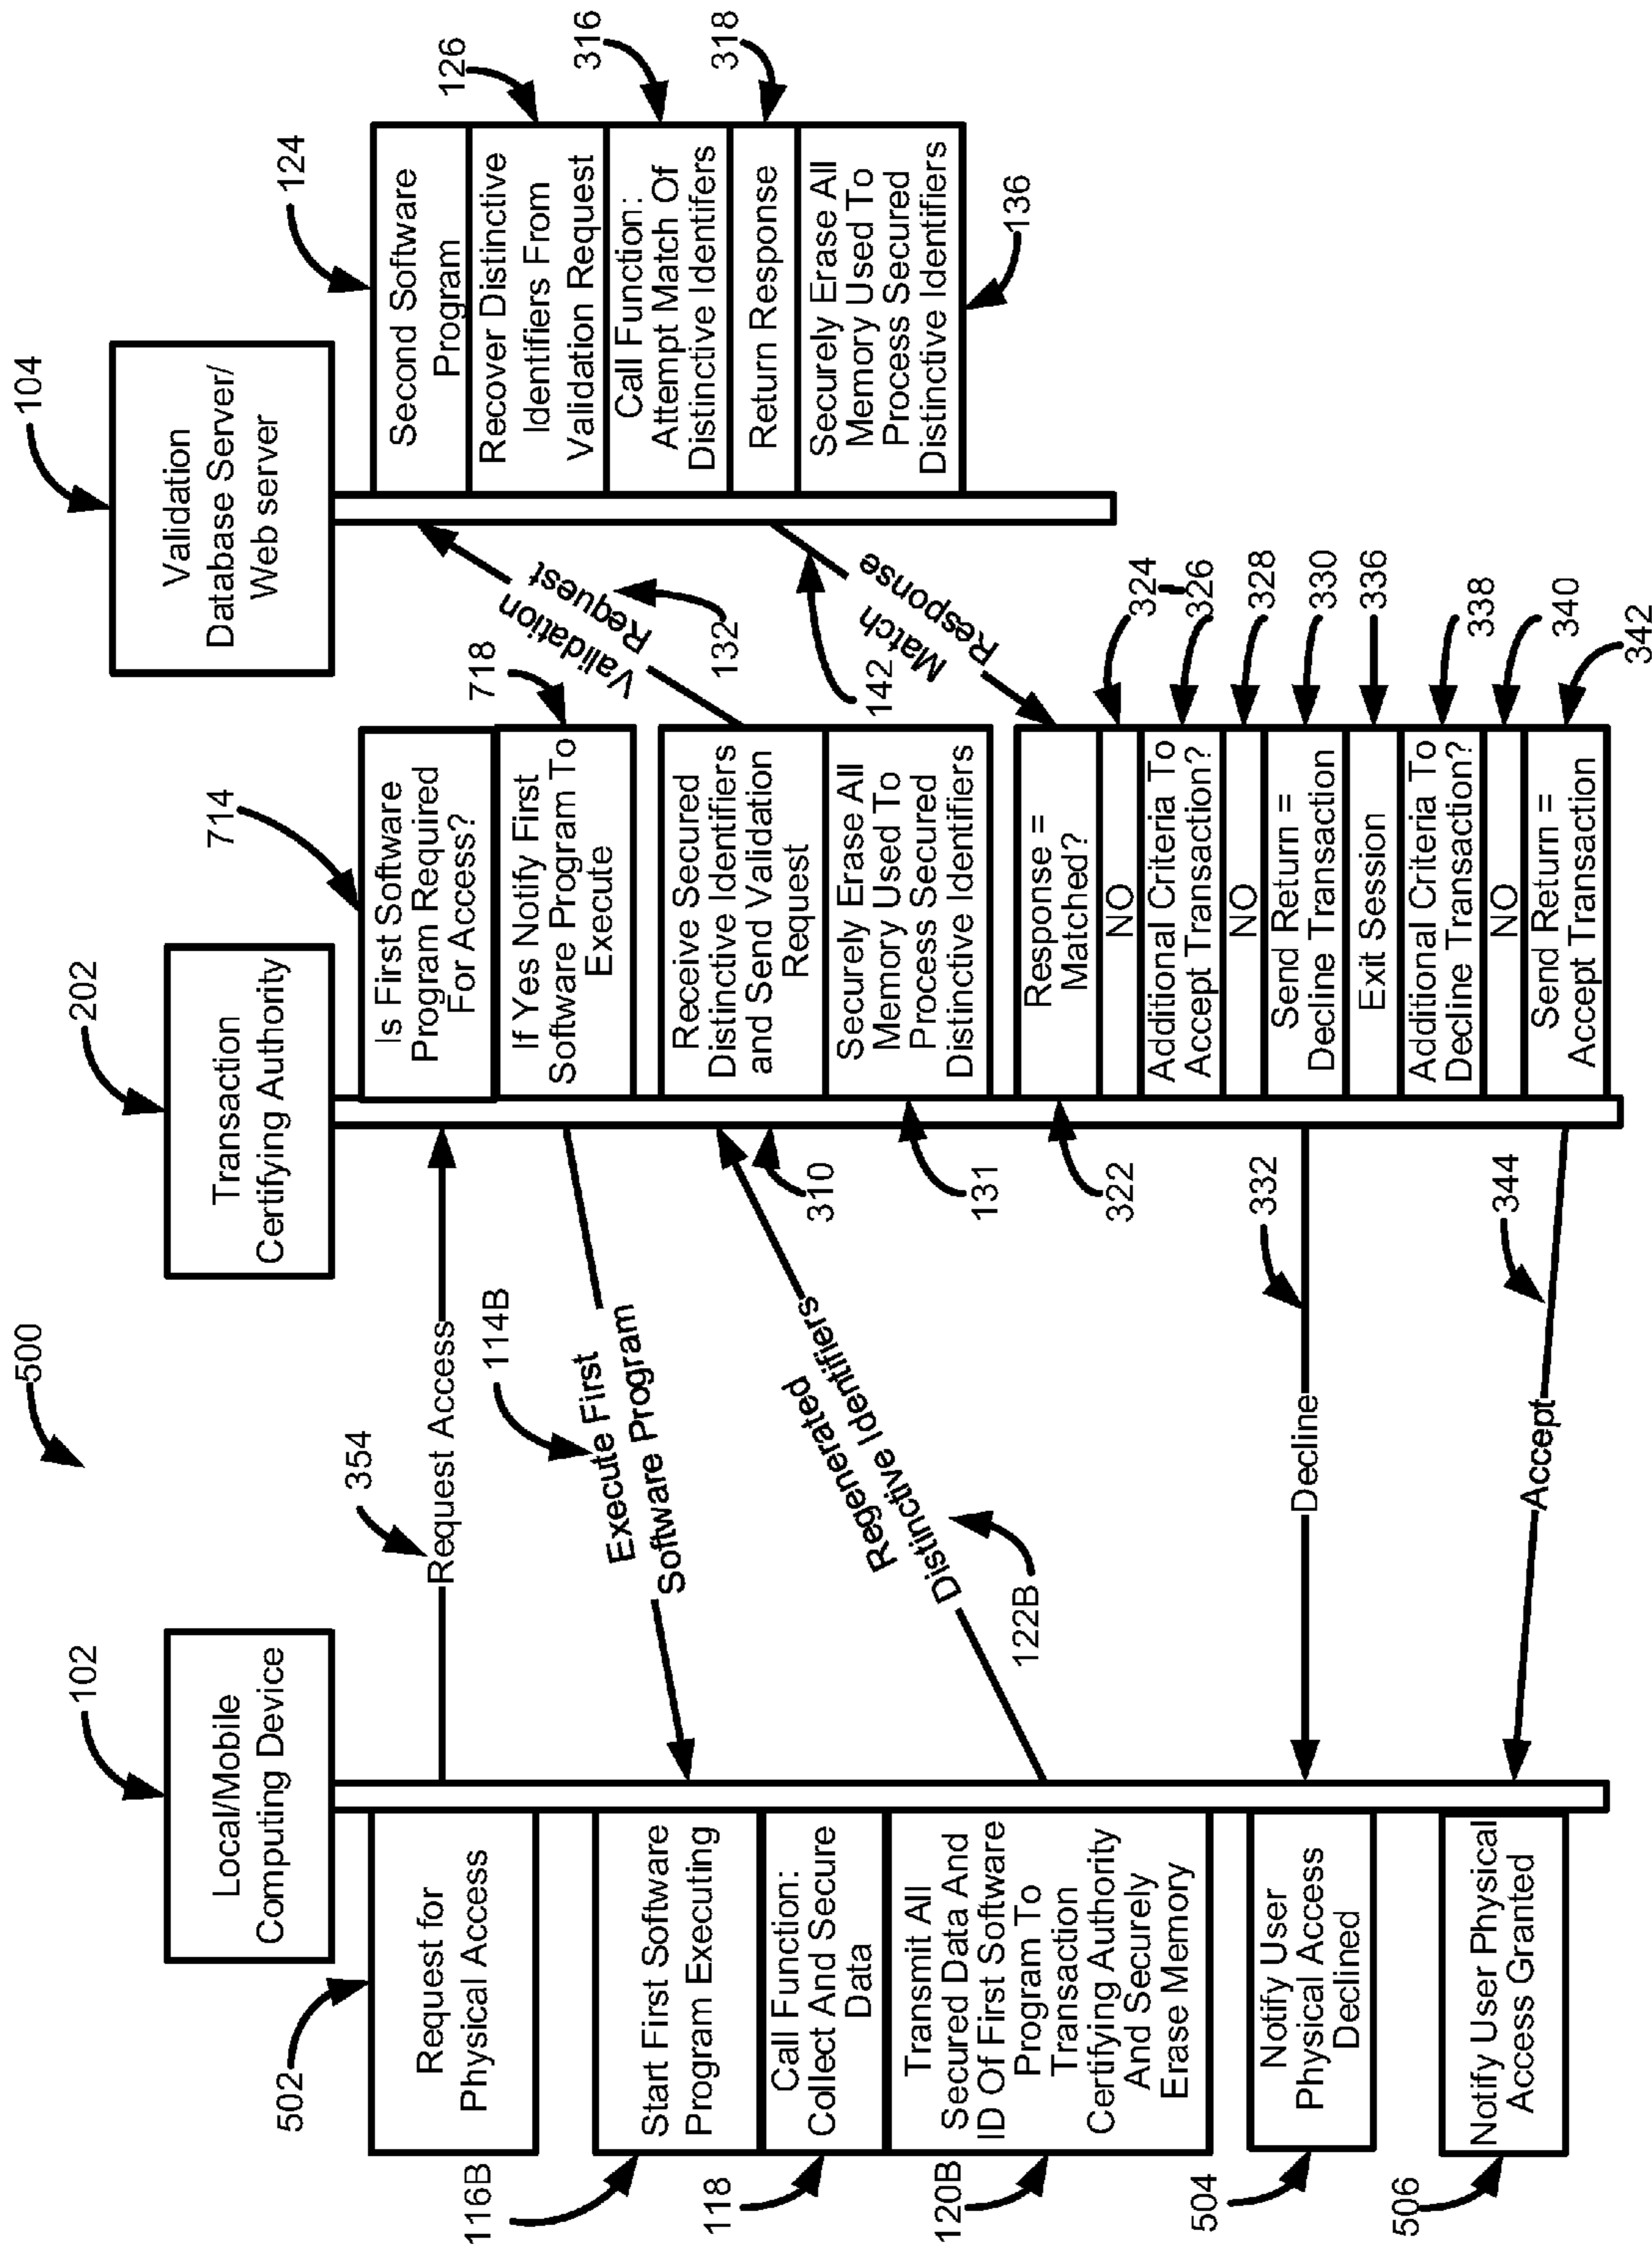 500
102
Local/Mobile
Computing Device
202
Transaction
Certifying Authority
104
Validation
Database Server/
Web server
502
Request for
Physical Access
354
Request Access
714
Is First Software
Program Required
For Access?
718
If Yes Notify First
Software Program To
Execute
114B
Execute First
Software Program
116B
Start First Software
Program Executing
118
Call Function:
Collect And Secure
Data
120B
Transmit All
Secured Data And
ID Of First Software
Program To
Transaction
Certifying Authority
And Securely
Erase Memory
122B
Regenerated
Distinctive Identifiers
310
Receive Secured
Distinctive Identifiers
and Send Validation
Request
131
Securely Erase All
Memory Used To
Process Secured
Distinctive Identifiers
132
Validation
Request
124
Second Software
Program
126
Recover Distinctive
Identifiers From
Validation Request
316
Call Function:
Attempt Match Of
Distinctive Identifers
318
Return Response
Securely Erase All
Memory Used To
Process Secured
Distinctive Identifiers
136
142
Match
Response
322
Response =
Matched?
324
NO
326
Additional Criteria To
Accept Transaction?
328
NO
330
Send Return =
Decline Transaction
336
Exit Session
338
Additional Criteria To
Decline Transaction?
340
NO
342
Send Return =
Accept Transaction
332
Decline
504
Notify User
Physical Access
Declined
344
Accept
506
Notify User Physical
Access Granted